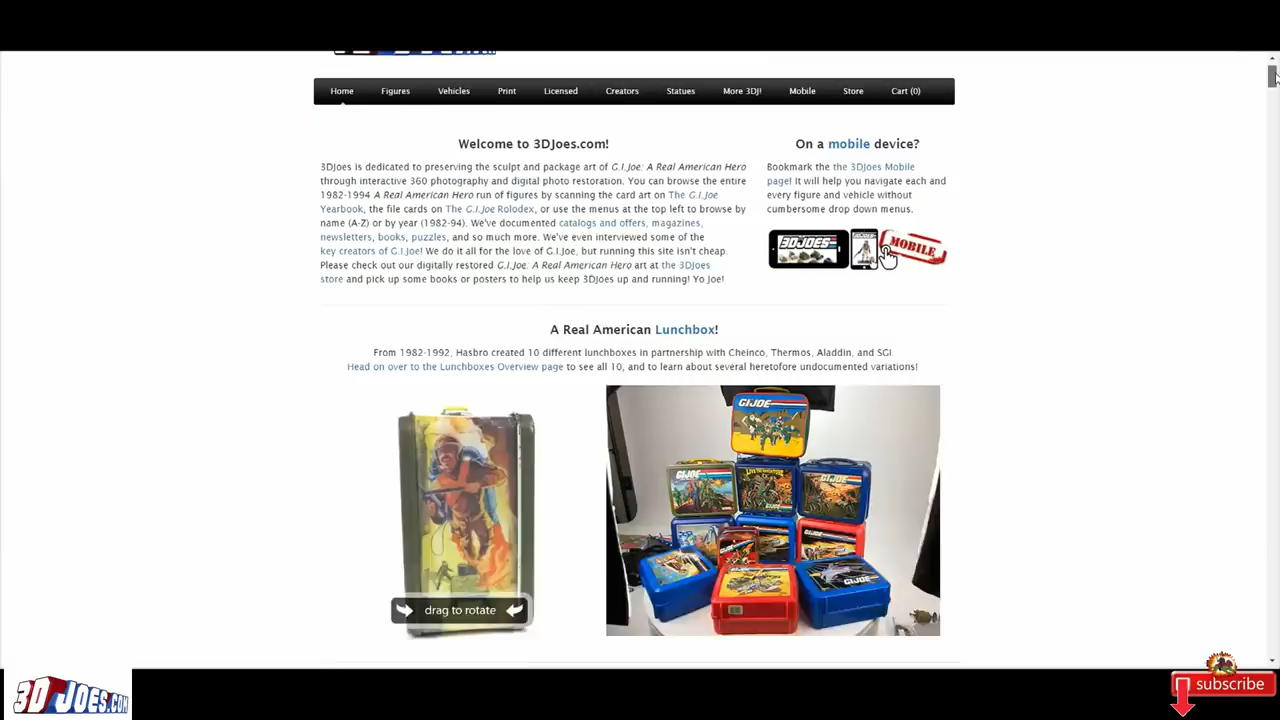 Home Figures Vehicles Print Licensed Creators Statues More 3DJ! Mobile Store Cart (0)
Welcome to 3DJoes.com!
3DJoes is dedicated to preserving the sculpt and package art of G.I.Joe: A Real American Hero
through interactive 360 photography and digital photo restoration. You can browse the entire
1982-1994 A Real American Hero run of figures by scanning the card art on The G.I.Joe
Yearbook, the file cards on The G.I.Joe Rolodex, or use the menus at the top left to browse by
name (A-Z) or by year (1982-94). We've documented catalogs and offers, magazines,
newsletters, books, puzzles, and so much more. We've even interviewed some of the
key creators of G.I.Joe! We do it all for the love of G.I.Joe, but running this site isn't cheap.
Please check out our digitally restored G.I.Joe: A Real American Hero art at the 3DJoes
store and pick up some books or posters to help us keep 3DJoes up and running! Yo Joe!
On a mobile device?
Bookmark the the 3DJoes Mobile
page! It will help you navigate each and
every figure and vehicle without
cumbersome drop down menus.
3DJOES
MOBILE
A Real American Lunchbox!
From 1982-1992, Hasbro created 10 different lunchboxes in partnership with Cheinco, Thermos, Aladdin, and SGI.
Head on over to the Lunchboxes Overview page to see all 10, and to learn about several heretofore undocumented variations!
drag to rotate
G.I.JOE
G.I.JOE
LIVE THE ADVENTURE
G.I.JOE
G.I.JOE
G.I.JOE
3D JOES.COM
subscribe